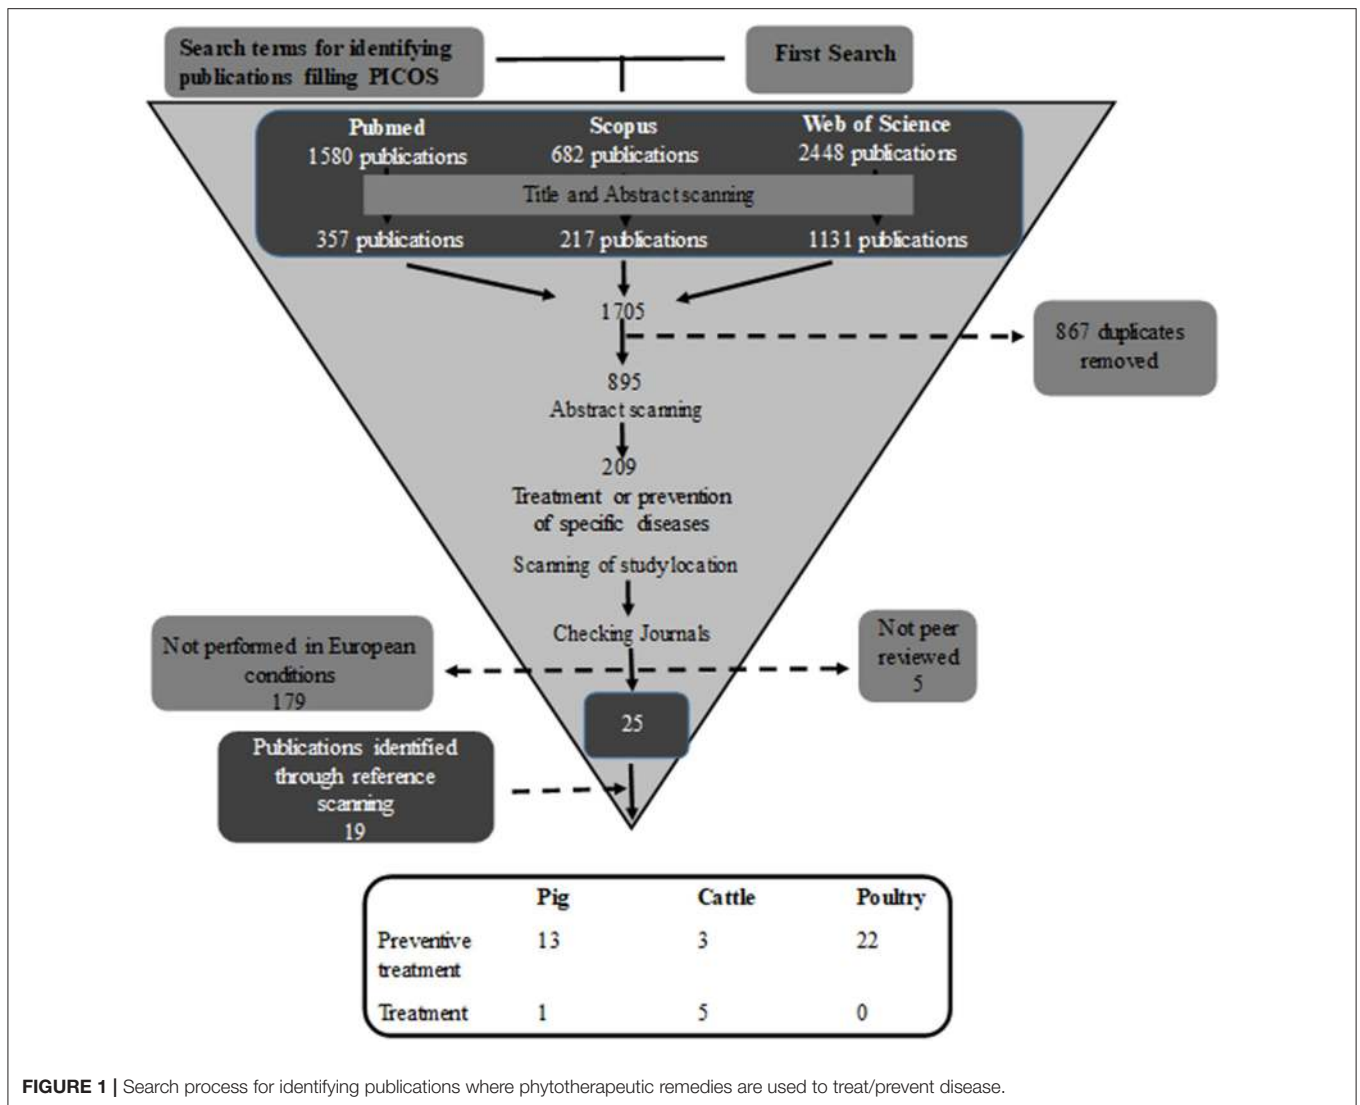 Search terms for identifying
publications filling PICOS
First Search
Pubmed
1580 publications
Scopus
682 publications
Web of Science
2448 publications
Title and Abstract scanning
357 publications
217 publications
1131 publications
1705
867 duplicates
removed
895
Abstract scanning
209
Treatment or prevention
of specific diseases
Scanning of study location
Checking Journals
Not performed in European
conditions
179
Not peer
reviewed
5
25
Publications identified
through reference
scanning
19
Pig Cattle Poultry
Preventive
treatment
13 3 22
Treatment 1 5 0
FIGURE 1 | Search process for identifying publications where phytotherapeutic remedies are used to treat/prevent disease.